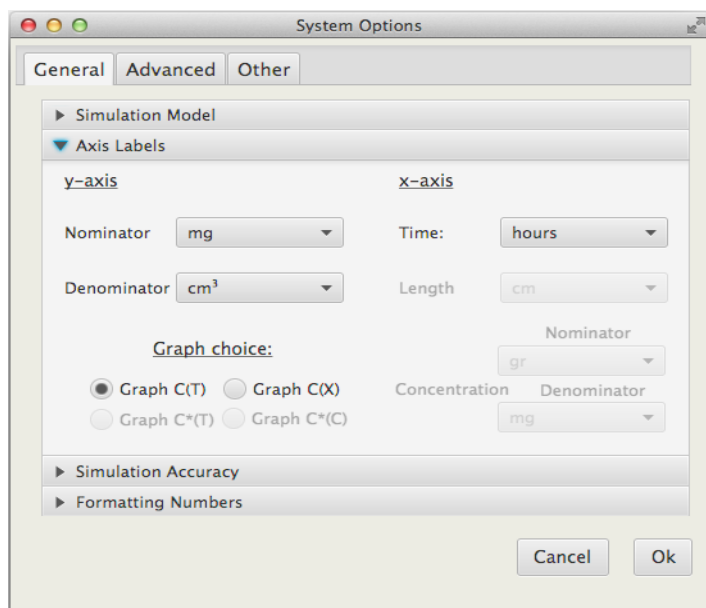 System Options
General Advanced Other
Simulation Model
Axis Labels
y-axis x-axis
Nominator mg Time: hours
Denominator cm³ Length cm
Nominator
Graph choice:
gr
Graph C(T) Graph C(X) Concentration Denominator
Graph C*(T) Graph C*(C) mg
Simulation Accuracy
Formatting Numbers
Cancel Ok